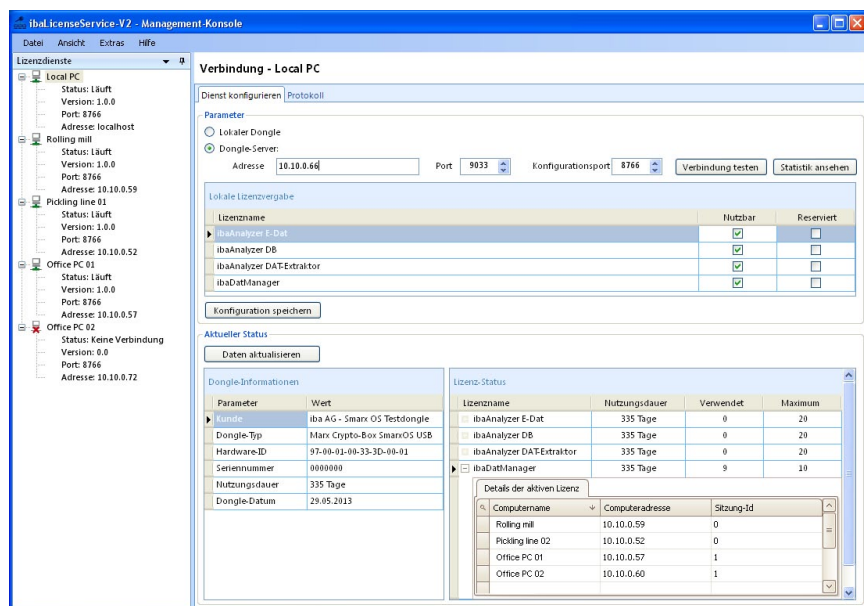 ibaLicenseService-V2 - Management-Konsole
Datei Ansicht Extras Hilfe
Lizenzdienste
Local PC
Status: Läuft
Version: 1.0.0
Port: 8766
Adresse: localhost
Rolling mill
Status: Läuft
Version: 1.0.0
Port: 8766
Adresse: 10.10.0.59
Pickling line 01
Status: Läuft
Version: 1.0.0
Port: 8766
Adresse: 10.10.0.52
Office PC 01
Status: Läuft
Version: 1.0.0
Port: 8766
Adresse: 10.10.0.57
Office PC 02
Status: Keine Verbindung
Version: 0.0
Port: 8766
Adresse: 10.10.0.72
Verbindung - Local PC
Dienst konfigurieren Protokoll
Parameter
Lokaler Dongle
Dongle-Server:
Adresse 10.10.0.66 Port 9033 Konfigurationsport 8766 Verbindung testen Statistik ansehen
Lokale Lizenzvergabe
Lizenzname Nutzbar Reserviert
ibaAnalyzer E-Dat
ibaAnalyzer DB
ibaAnalyzer DAT-Extraktor
ibaDatManager
Konfiguration speichern
Aktueller Status
Daten aktualisieren
Dongle-Informationen
Parameter Wert
Kunde iba AG - Smarx OS Testdongle
Dongle-Typ Marx Crypto-Box SmarxOS USB
Hardware-ID 97-00-01-00-33-3D-00-01
Seriennummer 0000000
Nutzungsdauer 335 Tage
Dongle-Datum 29.05.2013
Lizenz-Status
Lizenzname Nutzungsdauer Verwendet Maximum
ibaAnalyzer E-Dat 335 Tage 0 20
ibaAnalyzer DB 335 Tage 0 20
ibaAnalyzer DAT-Extraktor 335 Tage 0 20
ibaDatManager 335 Tage 9 10
Details der aktiven Lizenz
Computername Computeradresse Sitzung-Id
Rolling mill 10.10.0.59 0
Pickling line 02 10.10.0.52 0
Office PC 01 10.10.0.57 1
Office PC 02 10.10.0.60 1